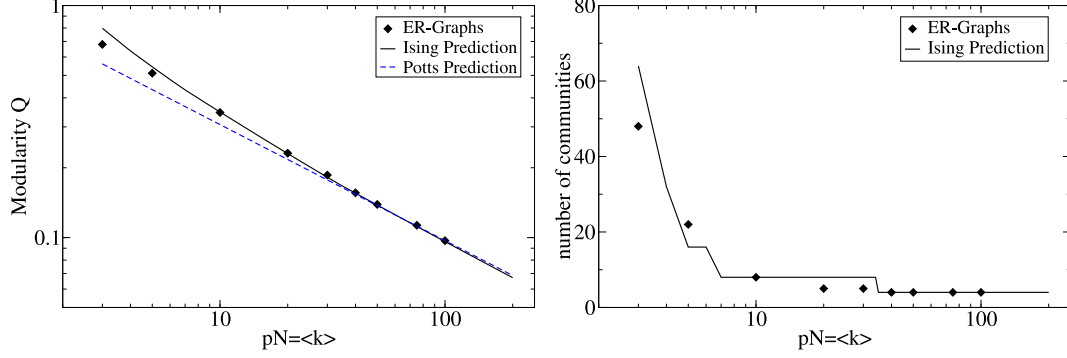 1
0.1
Modularity Q
10
100
pN=<k>
ER-Graphs
Ising Prediction
Potts Prediction
80
60
40
20
0
number of communities
10
100
pN=<k>
ER-Graphs
Ising Prediction